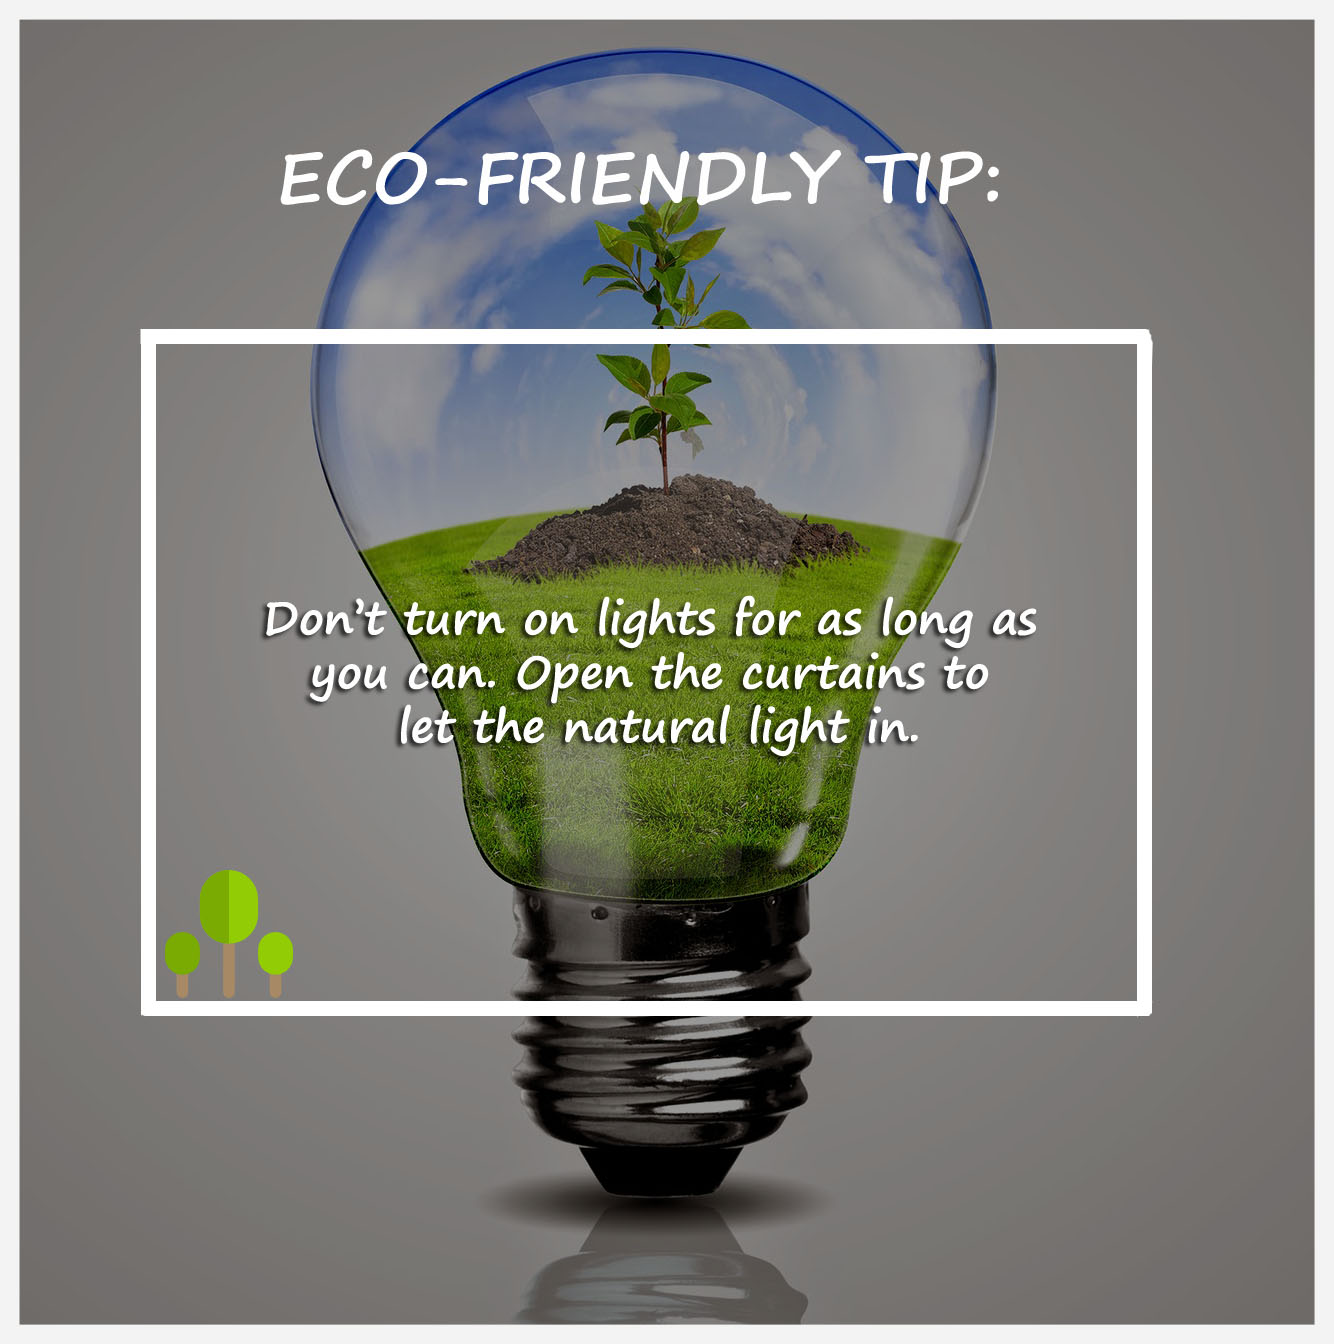 ECO-FRIENDLY TIP:
Don't turn on lights for as long as
you can. Open the curtains to
let the natural light in.